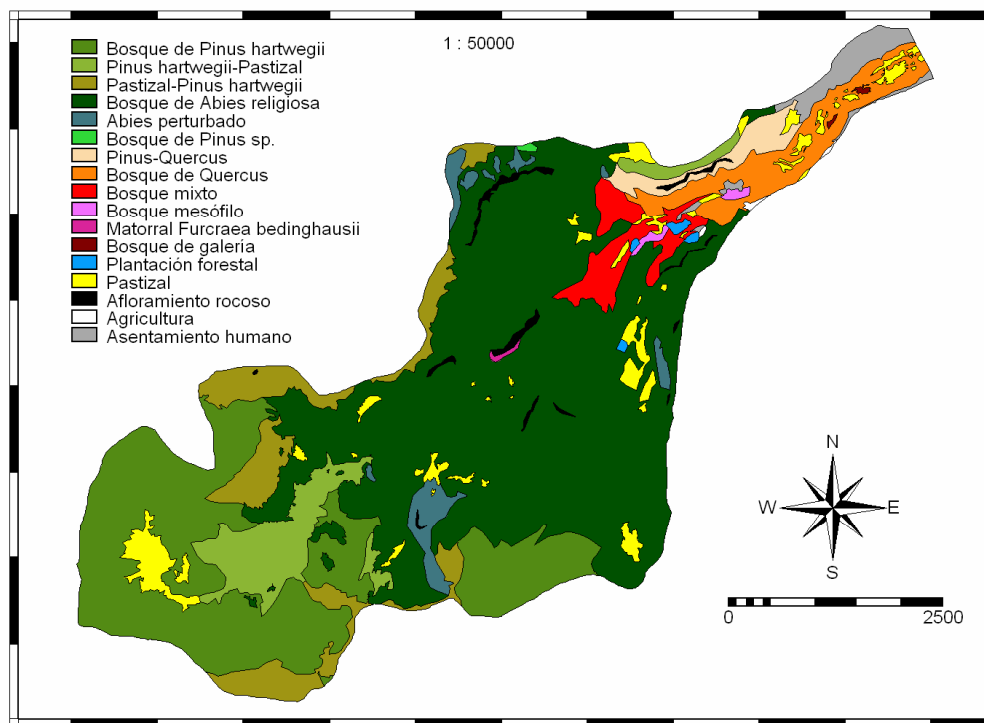 1 : 50000
Bosque de Pinus hartwegii
Pinus hartwegii-Pastizal
Pastizal-Pinus hartwegii
Bosque de Abies religiosa
Abies perturbado
Bosque de Pinus sp.
Pinus-Quercus
Bosque de Quercus
Bosque mixto
Bosque mesófilo
Matorral Furcraea bedinghausii
Bosque de galería
Plantación forestal
Pastizal
Afloramiento rocoso
Agricultura
Asentamiento humano
N
W E
S
0 2500